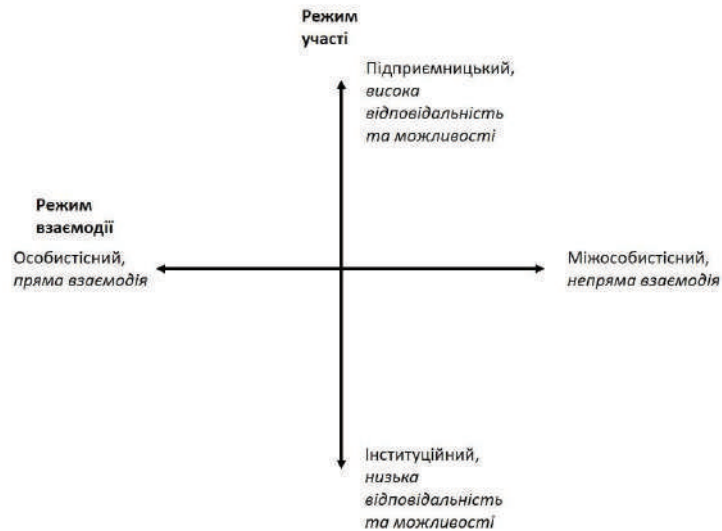 Режим
участі
Підприємницький,
висока
відповідальність
та можливості
Режим
взаємодії
Особистісний,
пряма взаємодія
Міжособистісний,
непряма взаємодія
Інституційний,
низька
відповідальність
та можливості